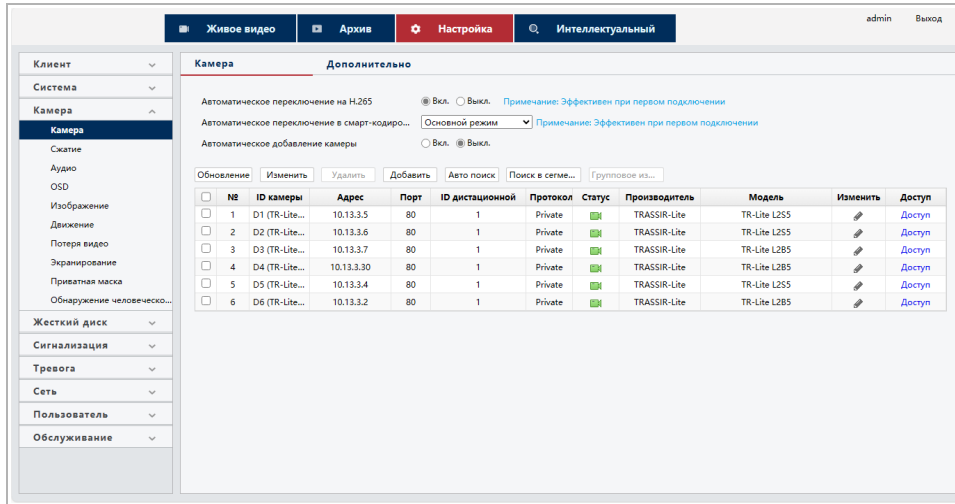 admin Выход
Живое видео Архив Настройка Интеллектуальный
Клиент
Система
Камера
Камера
Сжатие
Аудио
OSD
Изображение
Движение
Потеря видео
Экранирование
Приватная маска
Обнаружение человеческо...
Жесткий диск
Сигнализация
Тревога
Сеть
Пользователь
Обслуживание
Камера Дополнительно
Автоматическое переключение на H.265 Вкл. Выкл. Примечание: Эффективен при первом подключении
Автоматическое переключение в смарт-кодиро... Основной режим Примечание: Эффективен при первом подключении
Автоматическое добавление камеры Вкл. Выкл.
Обновление Изменить Удалить Добавить Авто поиск Поиск в сегме... Групповое из...
№ ID камеры Адрес Порт ID дистанционной Протокол Статус Производитель Модель Изменить Доступ
1 D1 (TR-Lite... 10.13.3.5 80 1 Private TRASSIR-Lite TR-Lite L2S5 Доступ
2 D2 (TR-Lite... 10.13.3.6 80 1 Private TRASSIR-Lite TR-Lite L2S5 Доступ
3 D3 (TR-Lite... 10.13.3.7 80 1 Private TRASSIR-Lite TR-Lite L2B5 Доступ
4 D4 (TR-Lite... 10.13.3.30 80 1 Private TRASSIR-Lite TR-Lite L2B5 Доступ
5 D5 (TR-Lite... 10.13.3.4 80 1 Private TRASSIR-Lite TR-Lite L2S5 Доступ
6 D6 (TR-Lite... 10.13.3.2 80 1 Private TRASSIR-Lite TR-Lite L2B5 Доступ